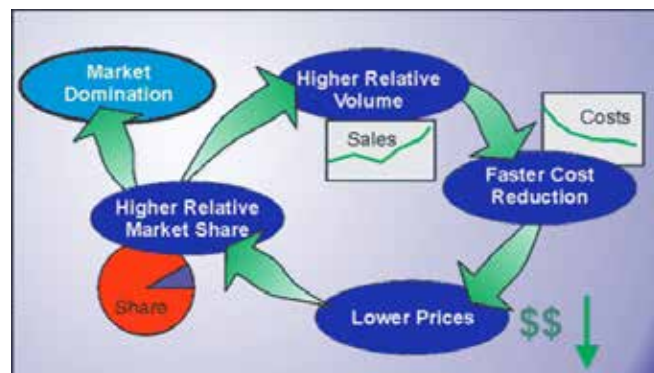 Market
Domination
Higher Relative
Volume
Sales
Costs
Faster Cost
Reduction
Higher Relative
Market Share
Share
Lower Prices
$$